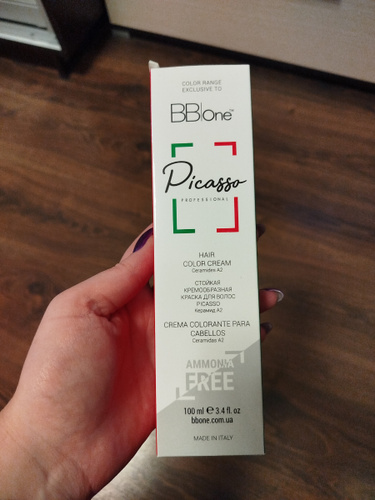 COLOR RANGE
EXCLUSIVE TO
BB|One™
Picasso
PROFESSIONAL
HAIR
COLOR CREAM
Ceramides A2
СТОЙКАЯ
КРЕМООБРАЗНАЯ
КРАСКА ДЛЯ ВОЛОС
PICASSO
Керамид А2
CREMA COLORANTE PARA
CABELLOS
Ceramidas A2
AMMONIA
FREE
100 ml ℮ 3.4 fl. oz
bbone.com.ua
MADE IN ITALY